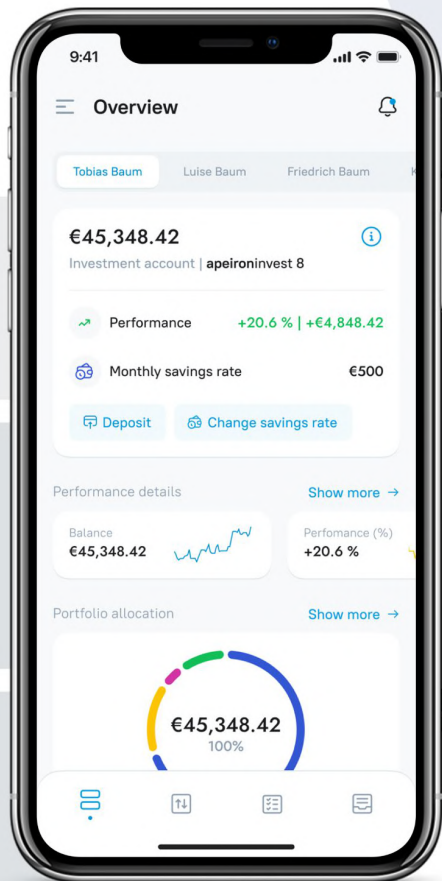 9:41
Overview
Tobias Baum Luise Baum Friedrich Baum
€45,348.42
Investment account | apeironinvest 8
Performance +20.6 % | +€4,848.42
Monthly savings rate €500
Deposit Change savings rate
Performance details Show more →
Balance Perfomance (%)
€45,348.42 +20.6 %
Portfolio allocation Show more →
€45,348.42
100%